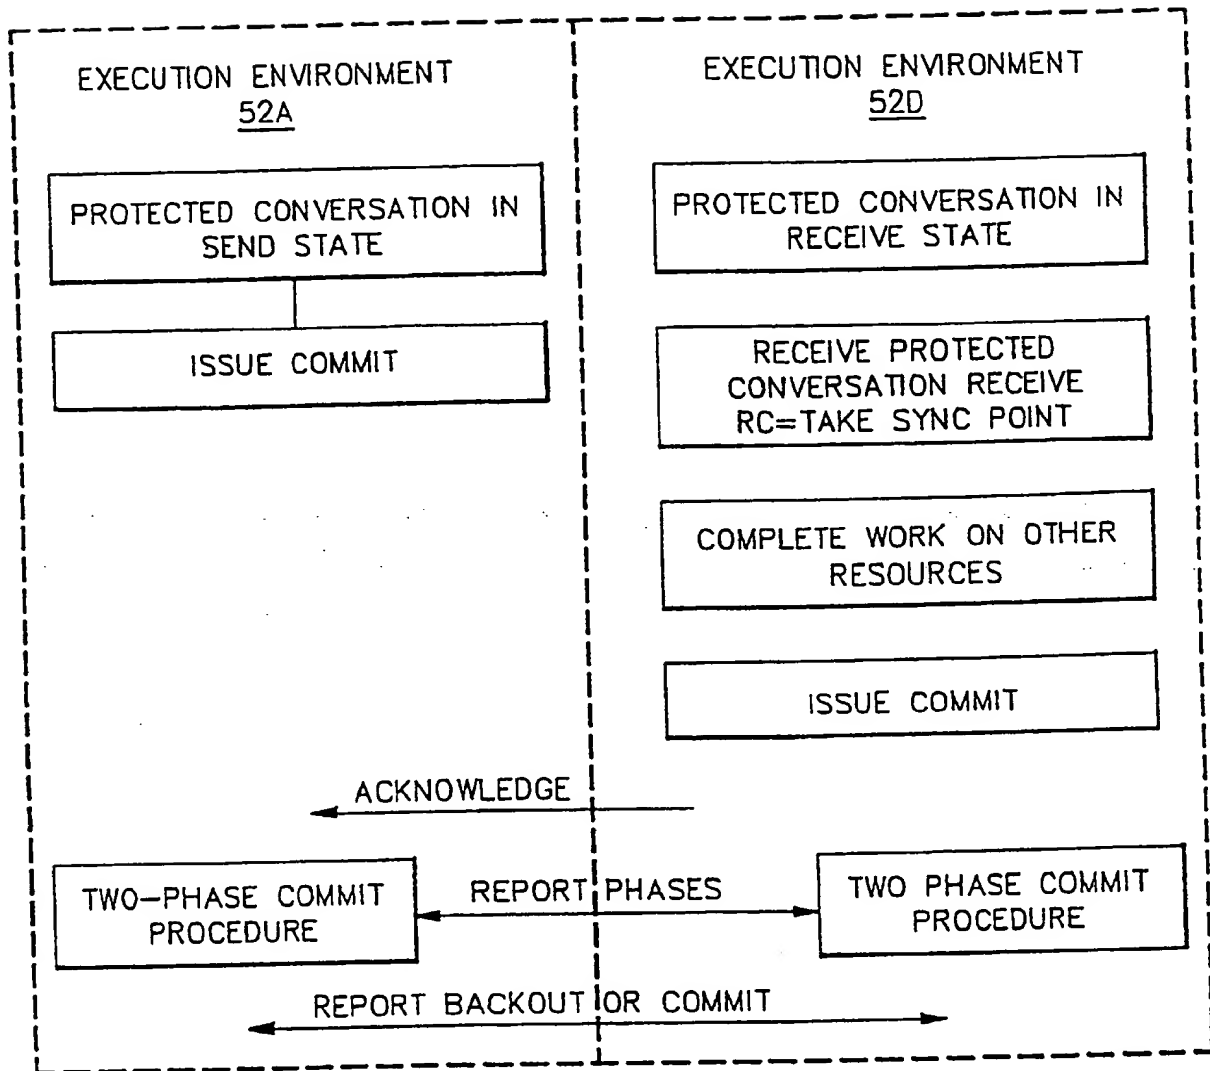 EXECUTION ENVIRONMENT
52A
PROTECTED CONVERSATION IN
SEND STATE
ISSUE COMMIT
EXECUTION ENVIRONMENT
52D
PROTECTED CONVERSATION IN
RECEIVE STATE
RECEIVE PROTECTED
CONVERSATION RECEIVE
RC=TAKE SYNC POINT
COMPLETE WORK ON OTHER
RESOURCES
ISSUE COMMIT
ACKNOWLEDGE
TWO-PHASE COMMIT
PROCEDURE
REPORT PHASES
TWO PHASE COMMIT
PROCEDURE
REPORT BACKOUT OR COMMIT